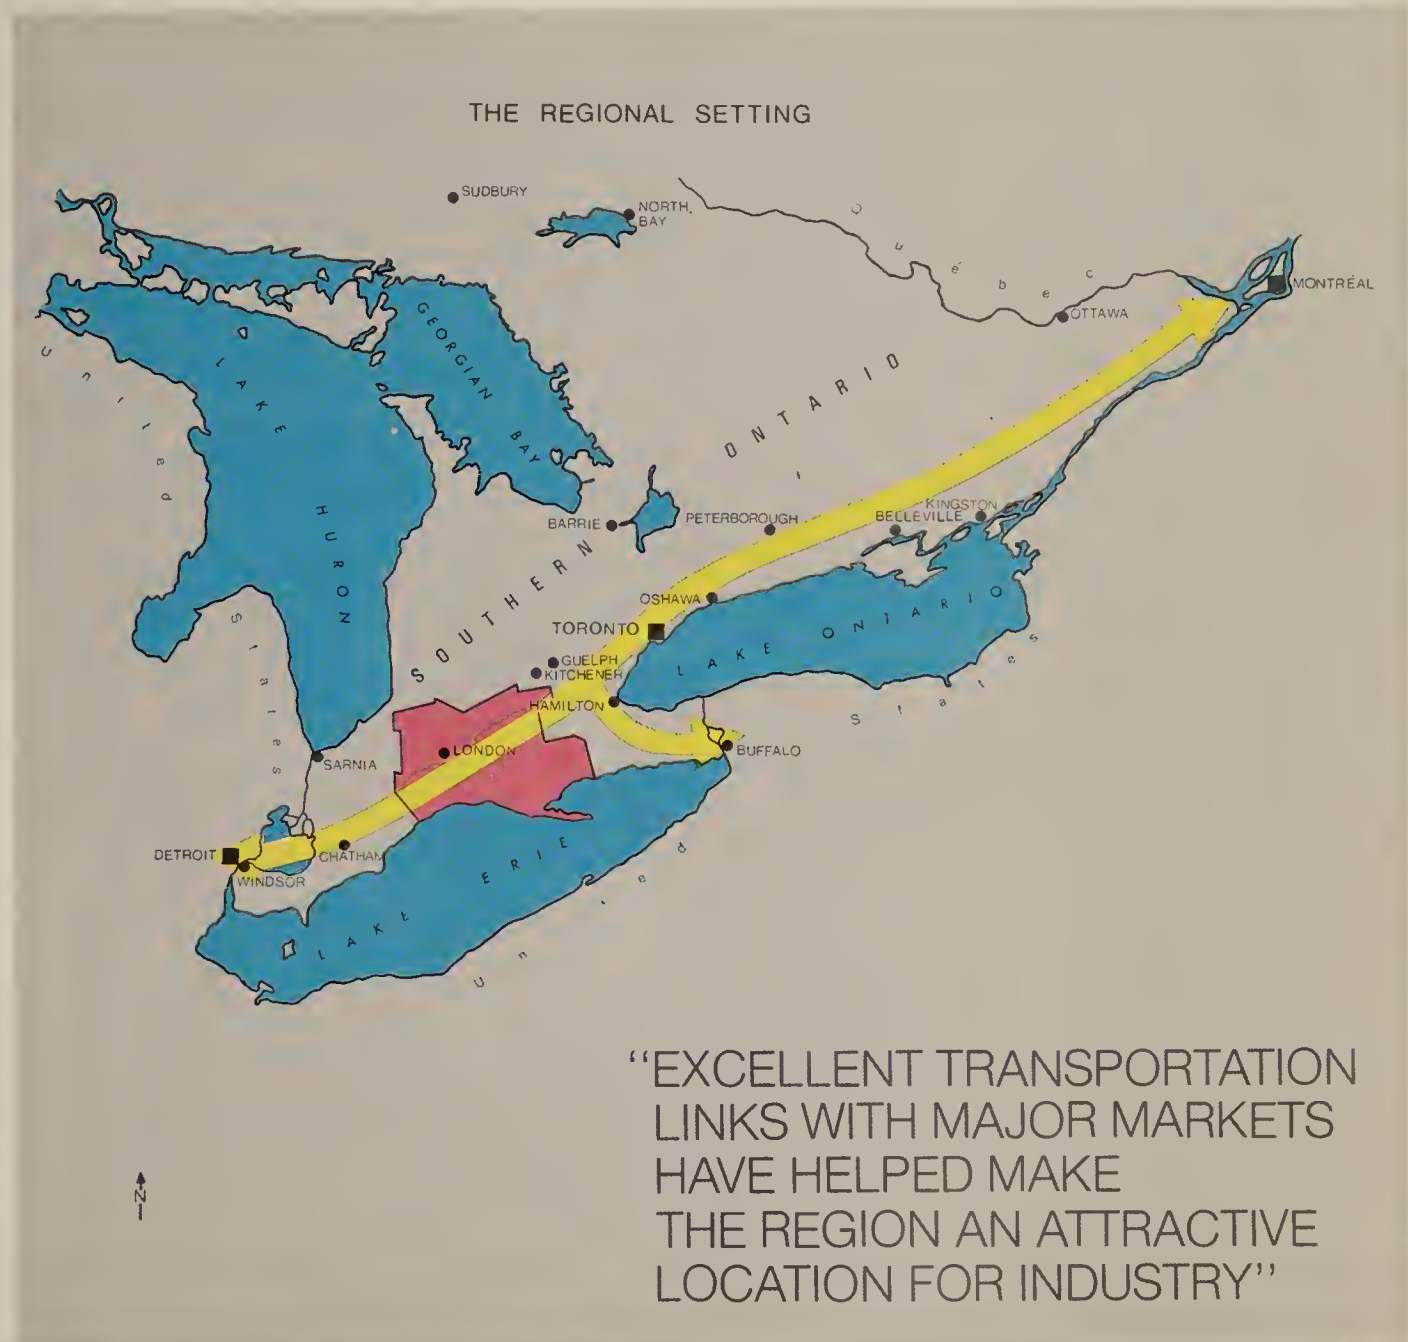 THE REGIONAL SETTING
SUDBURY
NORTH
BAY
Québec
MONTRÉAL
OTTAWA
GEORGIAN BAY
LAKE HURON
United States
SOUTHERN ONTARIO
BARRIE
PETERBOROUGH
KINGSTON
BELLEVILLE
OSHAWA
TORONTO
LAKE ONTARIO
GUELPH
KITCHENER
HAMILTON
LONDON
SARNIA
BUFFALO
DETROIT
WINDSOR
CHATHAM
LAKE ERIE
United States
N
"EXCELLENT TRANSPORTATION
LINKS WITH MAJOR MARKETS
HAVE HELPED MAKE
THE REGION AN ATTRACTIVE
LOCATION FOR INDUSTRY"